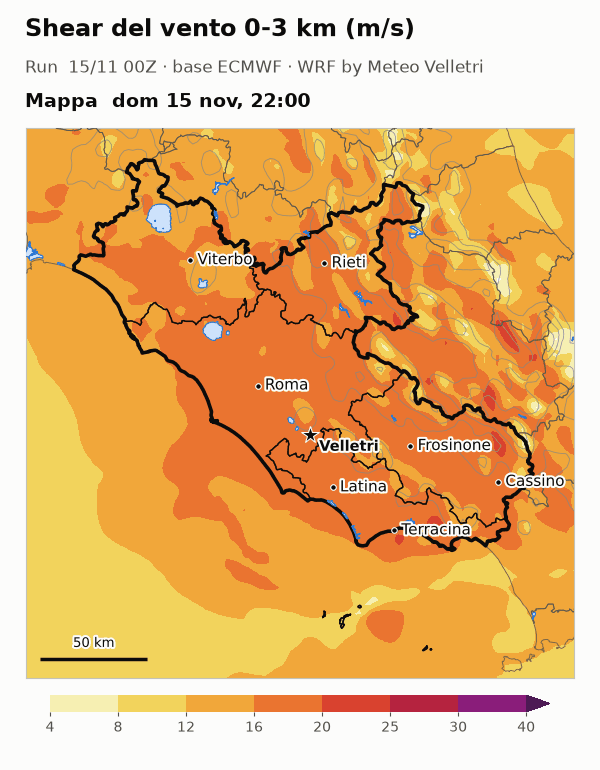 Shear del vento 0-3 km (m/s)
Run  15/11 00Z · base ECMWF · WRF by Meteo Velletri
Mappa  dom 15 nov, 22:00
Viterbo
Rieti
Roma
Velletri
Frosinone
Latina
Cassino
Terracina
50 km
4 8 12 16 20 25 30 40